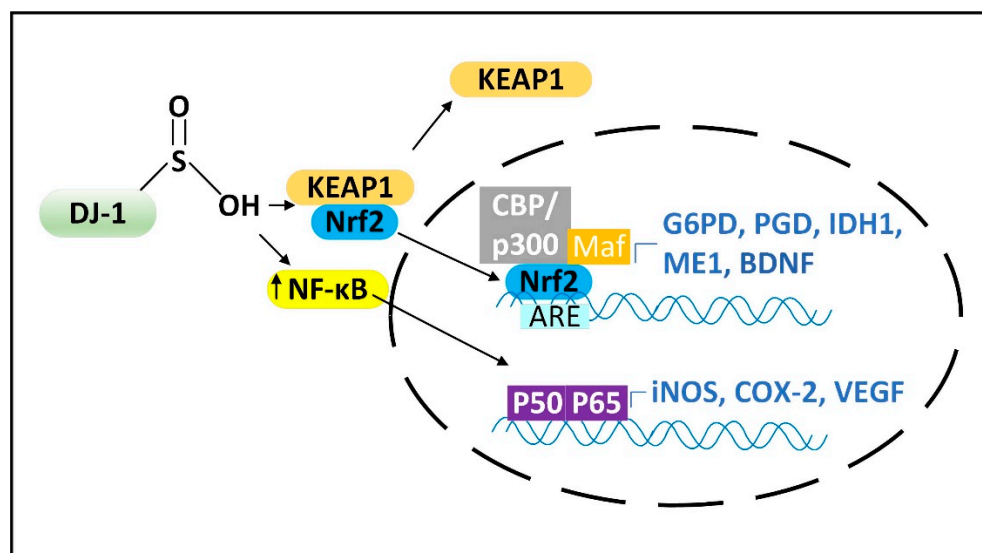 KEAP1
O
S
DJ-1
OH
KEAP1
Nrf2
↑ NF-κB
CBP/
p300
Maf
Nrf2
ARE
G6PD, PGD, IDH1,
ME1, BDNF
P50 P65
iNOS, COX-2, VEGF